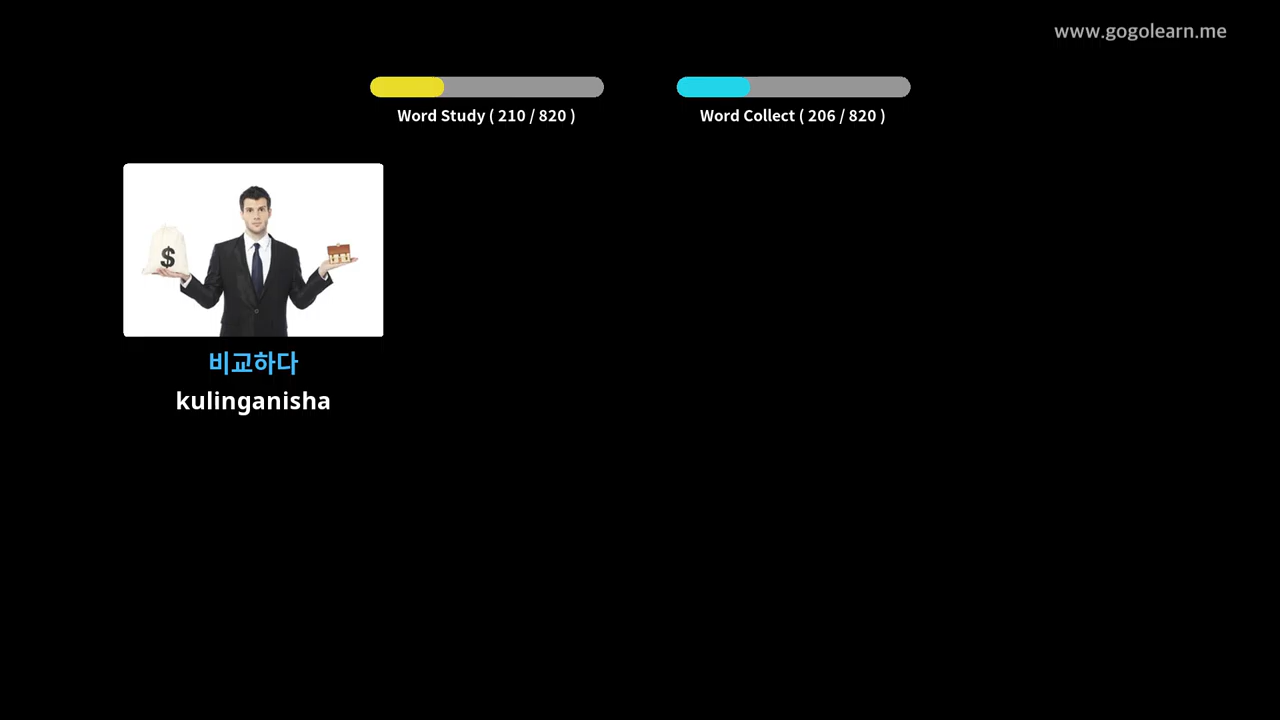 www.gogolearn.me
Word Study ( 210 / 820 )
Word Collect ( 206 / 820 )
$
비교하다
kulinganisha